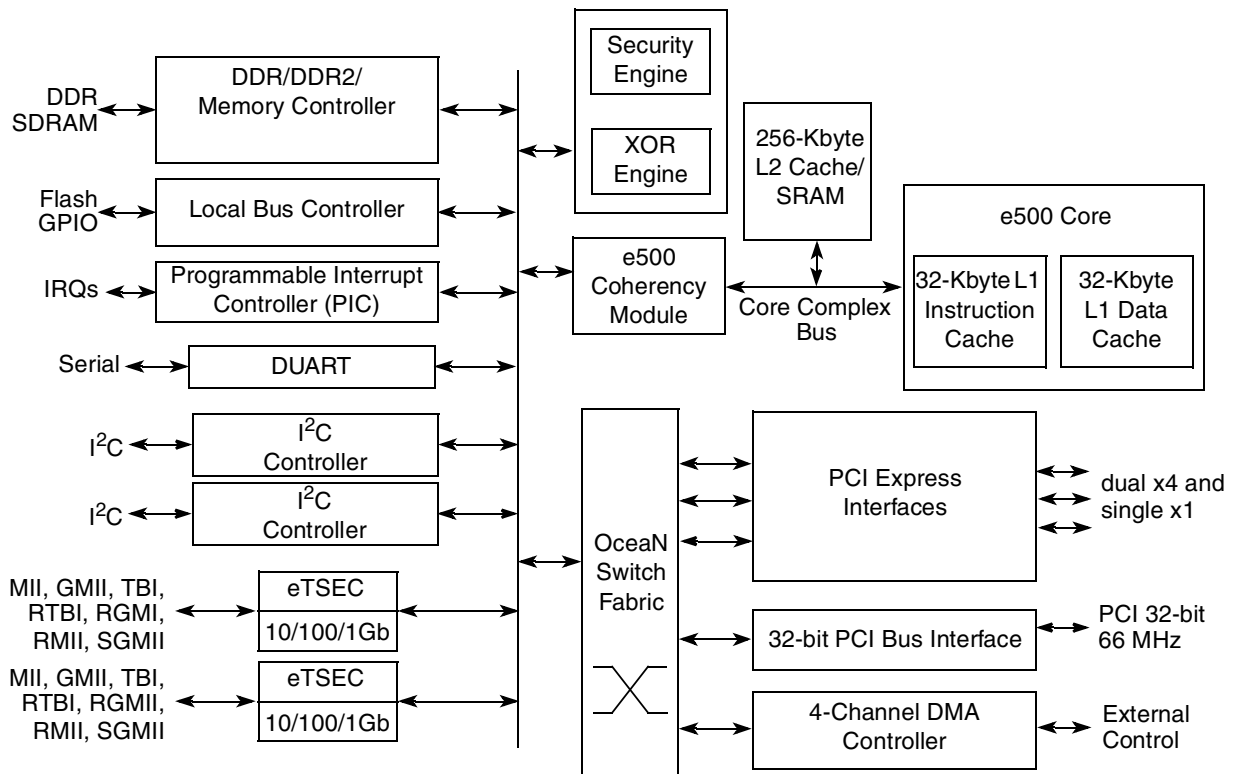 DDR
SDRAM
DDR/DDR2/
Memory Controller
Flash
GPIO
Local Bus Controller
IRQs
Programmable Interrupt
Controller (PIC)
Serial
DUART
I²C
I²C
Controller
I²C
I²C
Controller
MII, GMII, TBI,
RTBI, RGMI,
RMII, SGMII
eTSEC
10/100/1Gb
MII, GMII, TBI,
RTBI, RGMII,
RMII, SGMII
eTSEC
10/100/1Gb
Security
Engine
XOR
Engine
e500
Coherency
Module
256-Kbyte
L2 Cache/
SRAM
Core Complex
Bus
e500 Core
32-Kbyte L1
Instruction
Cache
32-Kbyte
L1 Data
Cache
OceaN
Switch
Fabric
PCI Express
Interfaces
dual x4 and
single x1
32-bit PCI Bus Interface
PCI 32-bit
66 MHz
4-Channel DMA
Controller
External
Control